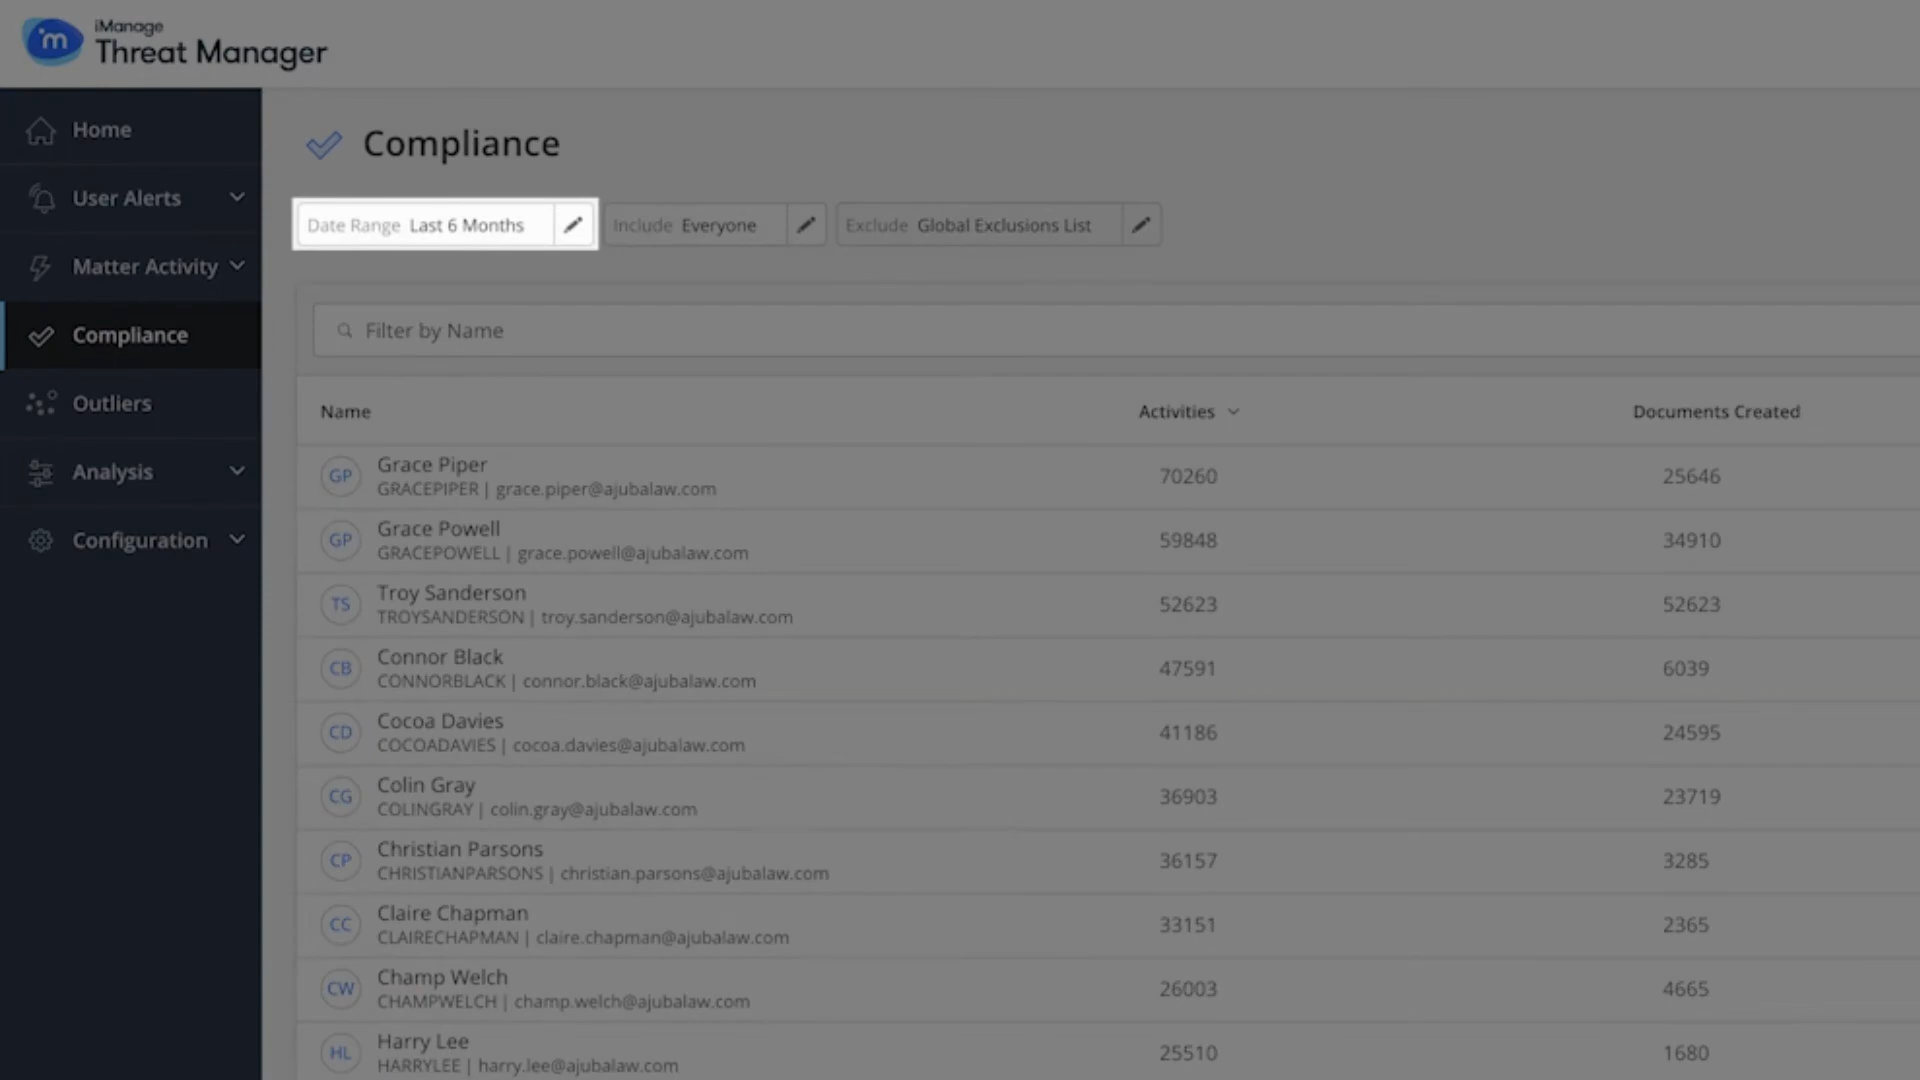 iManage
Threat Manager
Home
User Alerts
Matter Activity
Compliance
Outliers
Analysis
Configuration
Compliance
Date Range Last 6 Months
Include Everyone
Exclude Global Exclusions List
Filter by Name
Name Activities Documents Created
GP Grace Piper
GRACEPIPER | grace.piper@ajubalaw.com
70260 25646
GP Grace Powell
GRACEPOWELL | grace.powell@ajubalaw.com
59848 34910
TS Troy Sanderson
TROYSANDERSON | troy.sanderson@ajubalaw.com
52623 52623
CB Connor Black
CONNORBLACK | connor.black@ajubalaw.com
47591 6039
CD Cocoa Davies
COCOADAVIES | cocoa.davies@ajubalaw.com
41186 24595
CG Colin Gray
COLINGRAY | colin.gray@ajubalaw.com
36903 23719
CP Christian Parsons
CHRISTIANPARSONS | christian.parsons@ajubalaw.com
36157 3285
CC Claire Chapman
CLAIRECHAPMAN | claire.chapman@ajubalaw.com
33151 2365
CW Champ Welch
CHAMPWELCH | champ.welch@ajubalaw.com
26003 4665
HL Harry Lee
HARRYLEE | harry.lee@ajubalaw.com
25510 1680